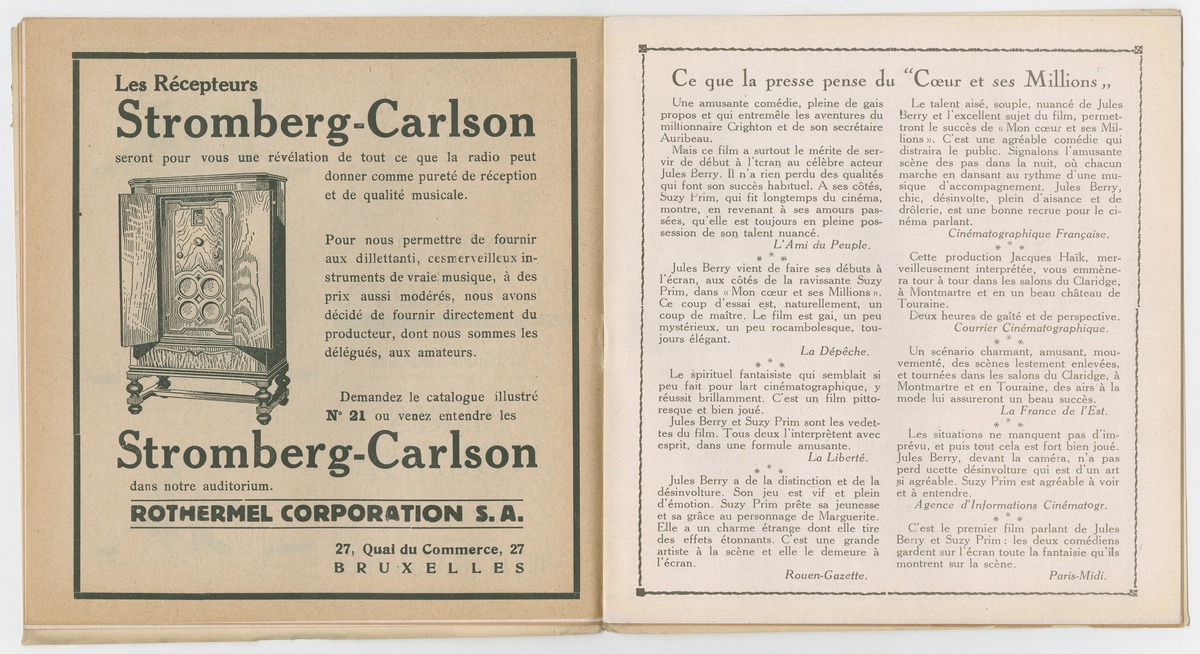 Les Récepteurs
Stromberg-Carlson
seront pour vous une révélation de tout ce que la radio peut
donner comme pureté de réception
et de qualité musicale.
Pour nous permettre de fournir
aux dillettanti, cesmerveilleux in-
struments de vraie musique, à des
prix aussi modérés, nous avons
décidé de fournir directement du
producteur, dont nous sommes les
délégués, aux amateurs.
Demandez le catalogue illustré
N° 21 ou venez entendre les
Stromberg-Carlson
dans notre auditorium.
ROTHERMEL CORPORATION S. A.
27, Quai du Commerce, 27
BRUXELLES
Ce que la presse pense du “Cœur et ses Millions „
Une amusante comédie, pleine de gais
propos et qui entremêle les aventures du
millionnaire Crighton et de son secrétaire
Auribeau.
Mais ce film a surtout le mérite de ser-
vir de début à l'tcran au célèbre acteur
Jules Berry. Il n'a rien perdu des qualités
qui font son succès habituel. A ses côtés,
Suzy Prim, qui fit longtemps du cinéma,
montre, en revenant à ses amours pas-
sées, qu'elle est toujours en pleine pos-
session de son talent nuancé.
L'Ami du Peuple.
* * *
Jules Berry vient de faire ses débuts à
l'écran, aux côtés de la ravissante Suzy
Prim, dans « Mon cœur et ses Millions ».
Ce coup d'essai est, naturellement, un
coup de maître. Le film est gai, un peu
mystérieux, un peu rocambolesque, tou-
jours élégant.
La Dépêche.
* * *
Le spirituel fantaisiste qui semblait si
peu fait pour lart cinématographique, y
réussit brillamment. C'est un film pitto-
resque et bien joué.
Jules Berry et Suzy Prim sont les vedet-
tes du film. Tous deux l'interprètent avec
esprit, dans une formule amusante.
La Liberté.
* * *
Jules Berry a de la distinction et de la
désinvolture. Son jeu est vif et plein
d'émotion. Suzy Prim prête sa jeunesse
et sa grâce au personnage de Marguerite.
Elle a un charme étrange dont elle tire
des effets étonnants. C'est une grande
artiste à la scène et elle le demeure à
l'écran.
Rouen-Gazette.
Le talent aisé, souple, nuancé de Jules
Berry et l'excellent sujet du film, permet-
tront le succès de « Mon cœur et ses Mil-
lions ». C'est une agréable comédie qui
distraira le public. Signalons l'amusante
scène des pas dans la nuit, où chacun
marche en dansant au rythme d'une mu-
sique d'accompagnement. Jules Berry,
chic, désinvolte, plein d'aisance et de
drôlerie, est une bonne recrue pour le ci-
néma parlant.
Cinématographique Française.
* * *
Cette production Jacques Haïk, mer-
veilleusement interprétée, vous emmène-
ra tour à tour dans les salons du Claridge,
à Montmartre et en un beau château de
Touraine.
Deux heures de gaîté et de perspective.
Courrier Cinématographique.
* * *
Un scénario charmant, amusant, mou-
vementé, des scènes lestement enlevées,
et tournées dans les salons du Claridge, à
Montmartre et en Touraine, des airs à la
mode lui assureront un beau succès.
La France de l'Est.
* * *
Les situations ne manquent pas d'im-
prévu, et puis tout cela est fort bien joué.
Jules Berry, devant la caméra, n'a pas
perd ucette désinvolture qui est d'un art
si agréable. Suzy Prim est agréable à voir
et à entendre.
Agence d'Informations Cinématogr.
* * *
C'est le premier film parlant de Jules
Berry et Suzy Prim : les deux comédiens
gardent sur l'écran toute la fantaisie qu'ils
montrent sur la scène.
Paris-Midi.